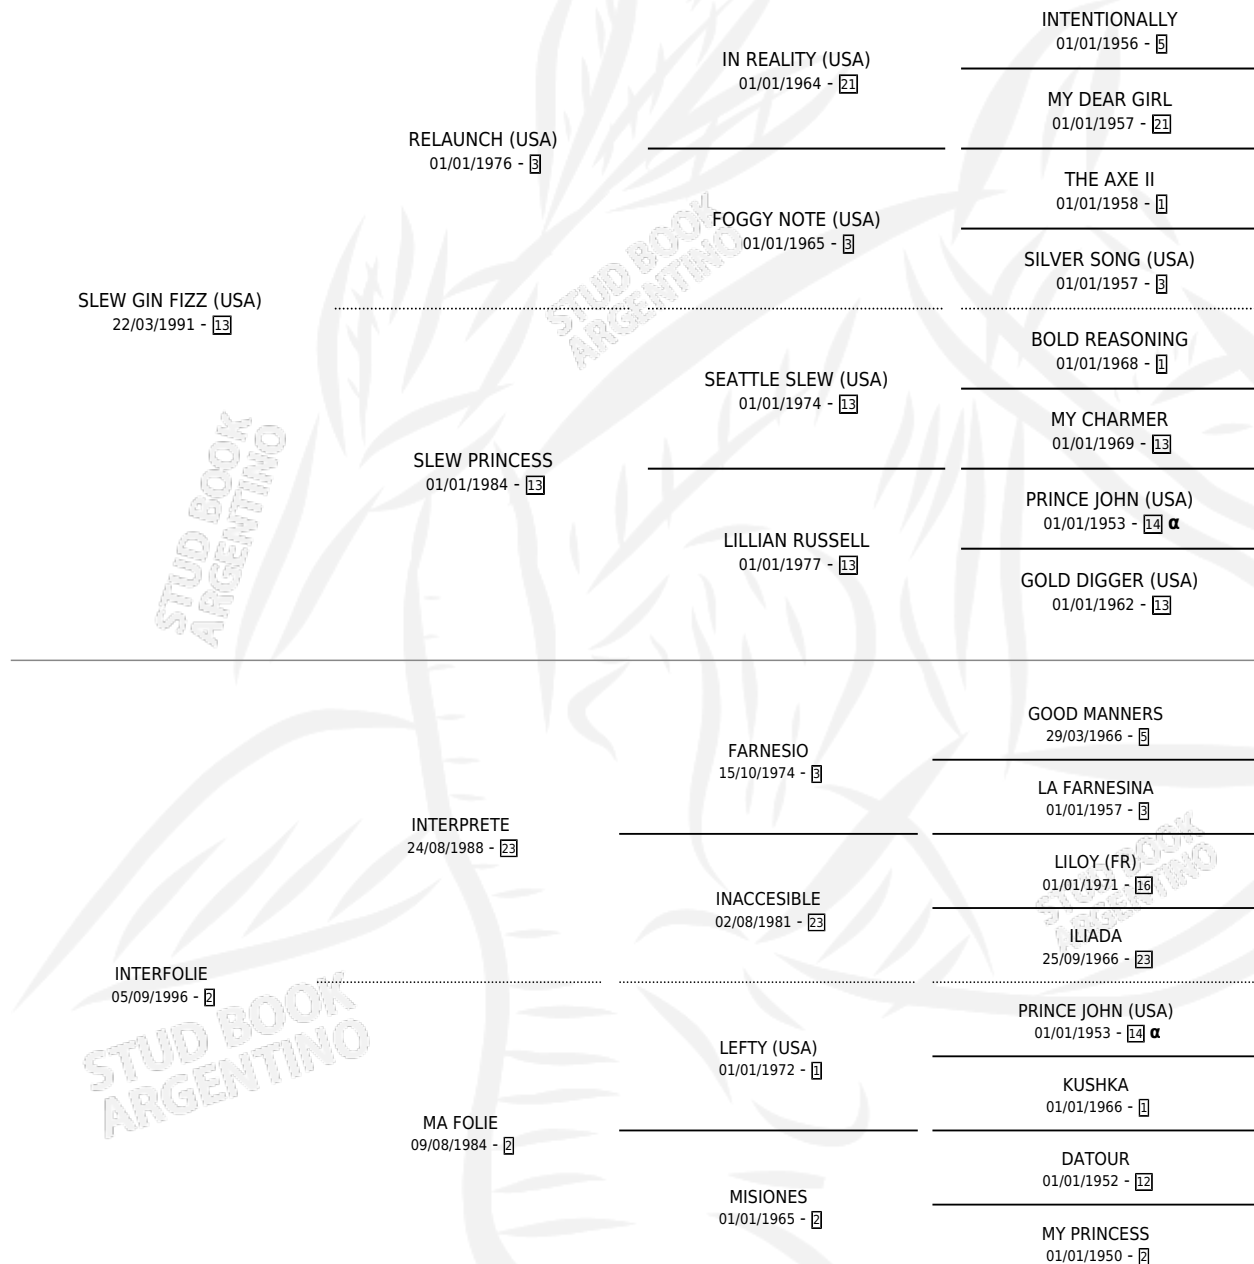 INTENTIONALLY
01/01/1956 - 5
IN REALITY (USA)
01/01/1964 - 21
MY DEAR GIRL
01/01/1957 - 21
RELAUNCH (USA)
01/01/1976 - 3
THE AXE II
01/01/1958 - 1
FOGGY NOTE (USA)
01/01/1965 - 3
SILVER SONG (USA)
01/01/1957 - 3
SLEW GIN FIZZ (USA)
22/03/1991 - 13
BOLD REASONING
01/01/1968 - 1
SEATTLE SLEW (USA)
01/01/1974 - 13
MY CHARMER
01/01/1969 - 13
SLEW PRINCESS
01/01/1984 - 13
PRINCE JOHN (USA)
01/01/1953 - 14 α
LILLIAN RUSSELL
01/01/1977 - 13
GOLD DIGGER (USA)
01/01/1962 - 13
GOOD MANNERS
29/03/1966 - 5
FARNESIO
15/10/1974 - 3
LA FARNESINA
01/01/1957 - 3
INTERPRETE
24/08/1988 - 23
LILOY (FR)
01/01/1971 - 16
INACCESIBLE
02/08/1981 - 23
ILIADA
25/09/1966 - 23
INTERFOLIE
05/09/1996 - 2
PRINCE JOHN (USA)
01/01/1953 - 14 α
LEFTY (USA)
01/01/1972 - 1
KUSHKA
01/01/1966 - 1
MA FOLIE
09/08/1984 - 2
DATOUR
01/01/1952 - 12
MISIONES
01/01/1965 - 2
MY PRINCESS
01/01/1950 - 2
STUD BOOK
ARGENTINO
STUD BOOK
ARGENTINO
STUD BOOK
ARGENTINO
STUD BOOK
ARGENTINO